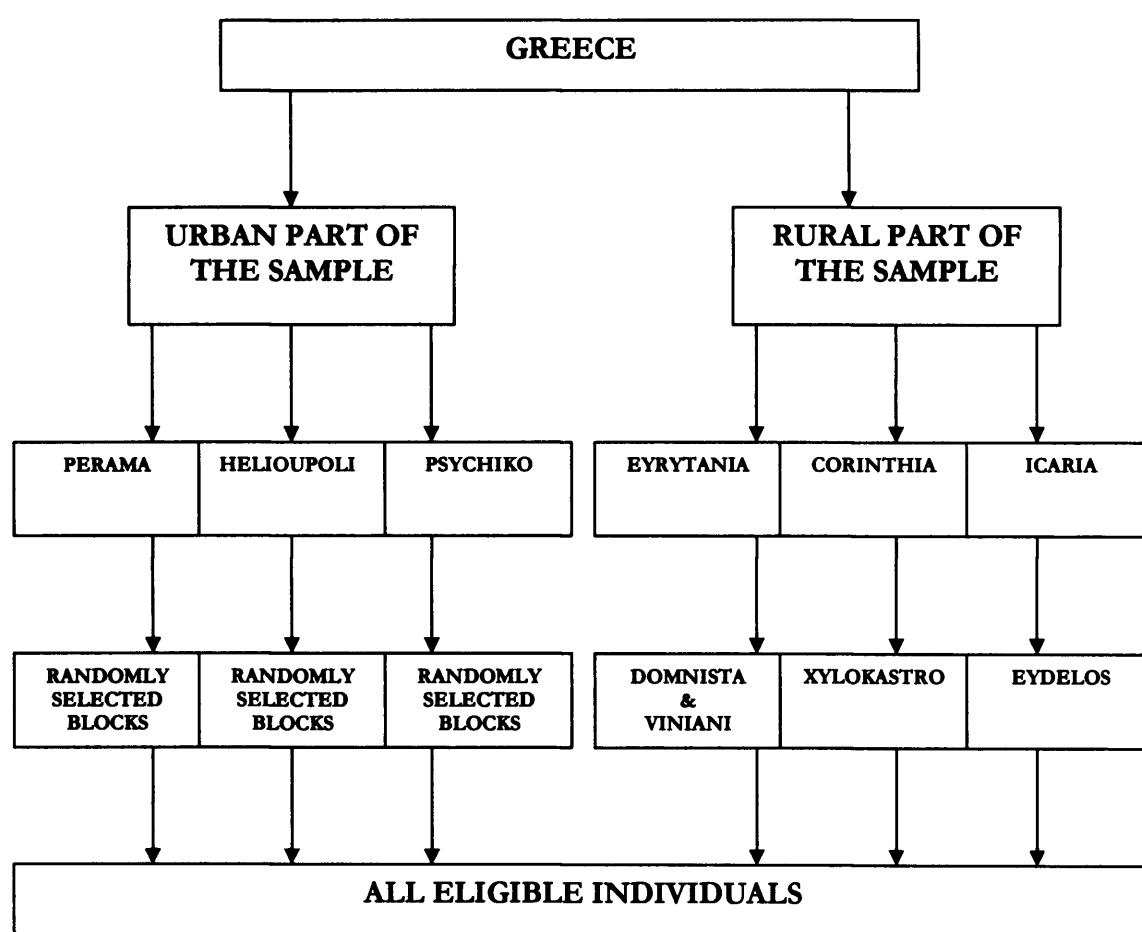 GREECE
URBAN PART OF
THE SAMPLE
RURAL PART OF
THE SAMPLE
PERAMA
HELIOUPOLI
PSYCHIKO
EYRYTANIA
CORINTHIA
ICARIA
RANDOMLY
SELECTED
BLOCKS
RANDOMLY
SELECTED
BLOCKS
RANDOMLY
SELECTED
BLOCKS
DOMNISTA
&
VINIANI
XYLOKASTRO
EYDELOS
ALL ELIGIBLE INDIVIDUALS